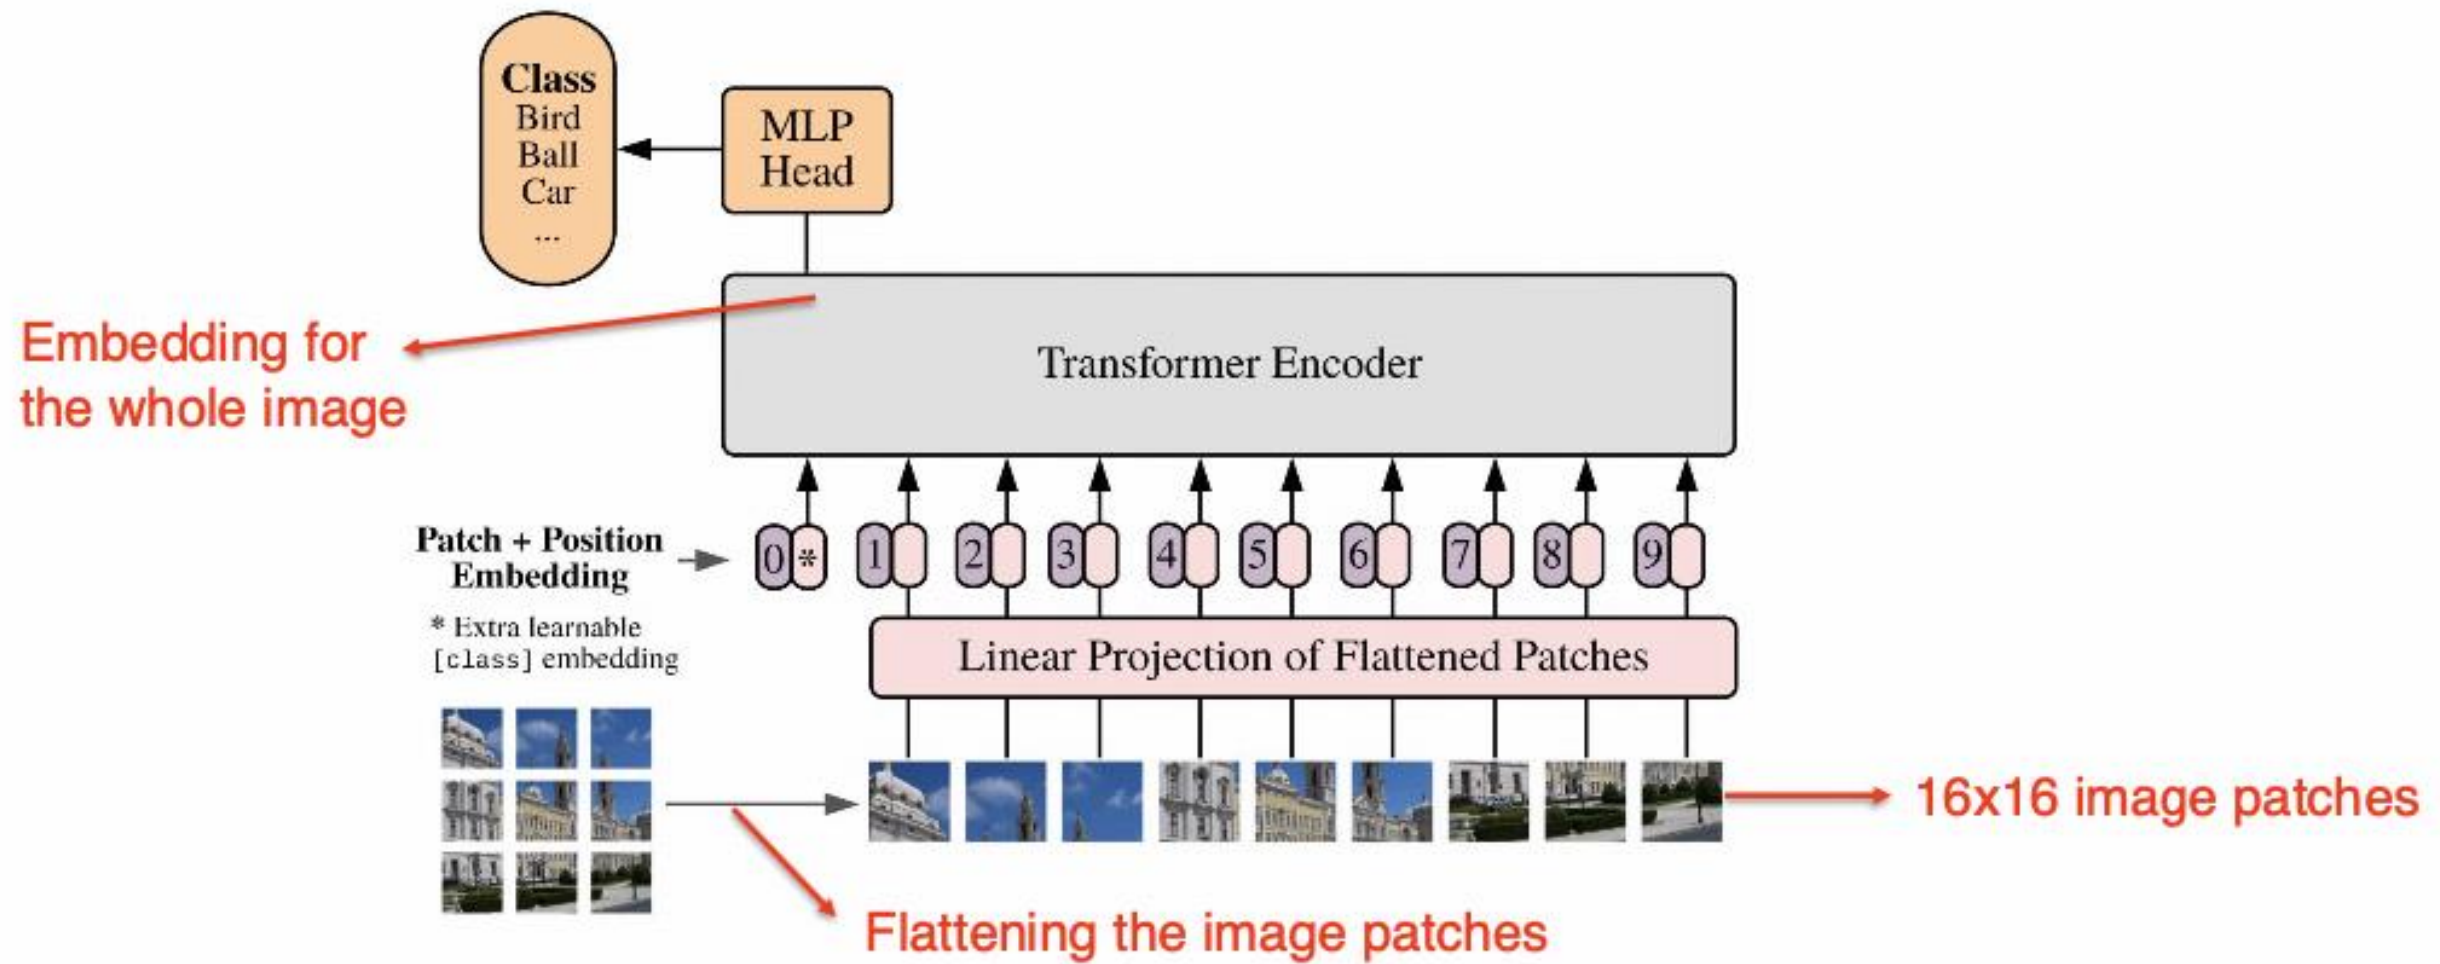 Class
Bird
Ball
Car
...
MLP
Head
Embedding for
the whole image
Transformer Encoder
Patch + Position
Embedding
0 * 1 2 3 4 5 6 7 8 9
* Extra learnable
[class] embedding
Linear Projection of Flattened Patches
16x16 image patches
Flattening the image patches